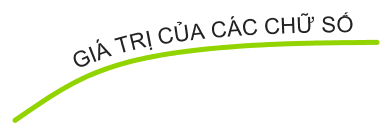 GIÁ TRỊ CỦA CÁC CHỮ SỐ